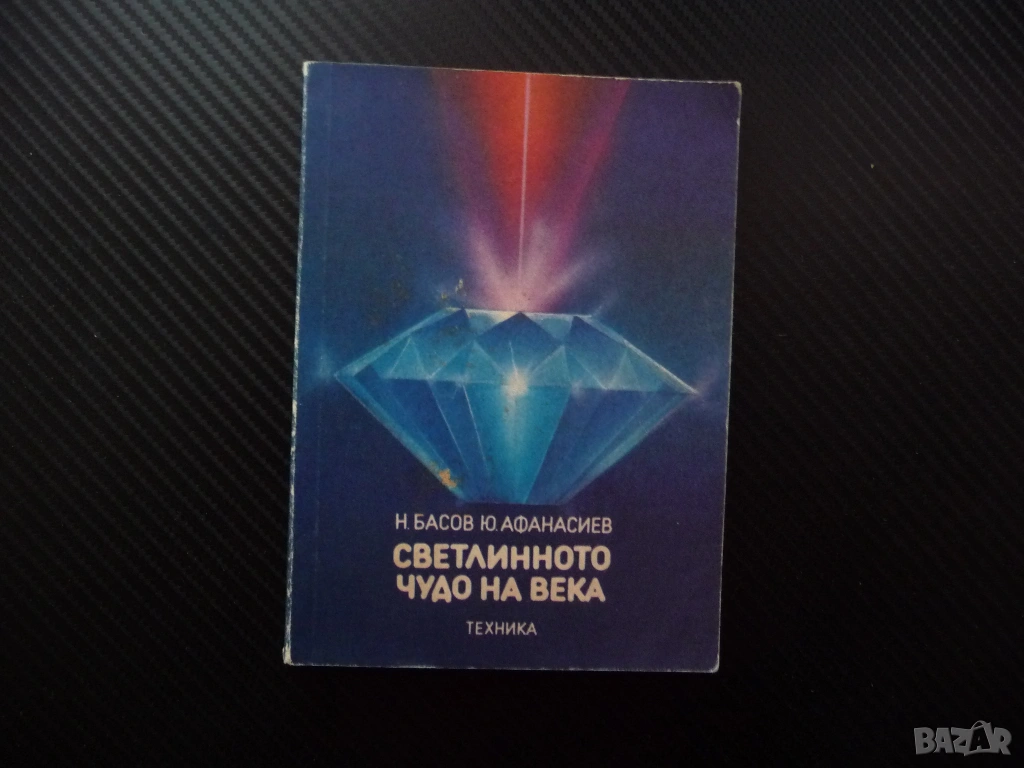 Н. БАСОВ Ю. АФАНАСИЕВ
СВЕТЛИННОТО
ЧУДО НА ВЕКА
ТЕХНИКА
BAZAR